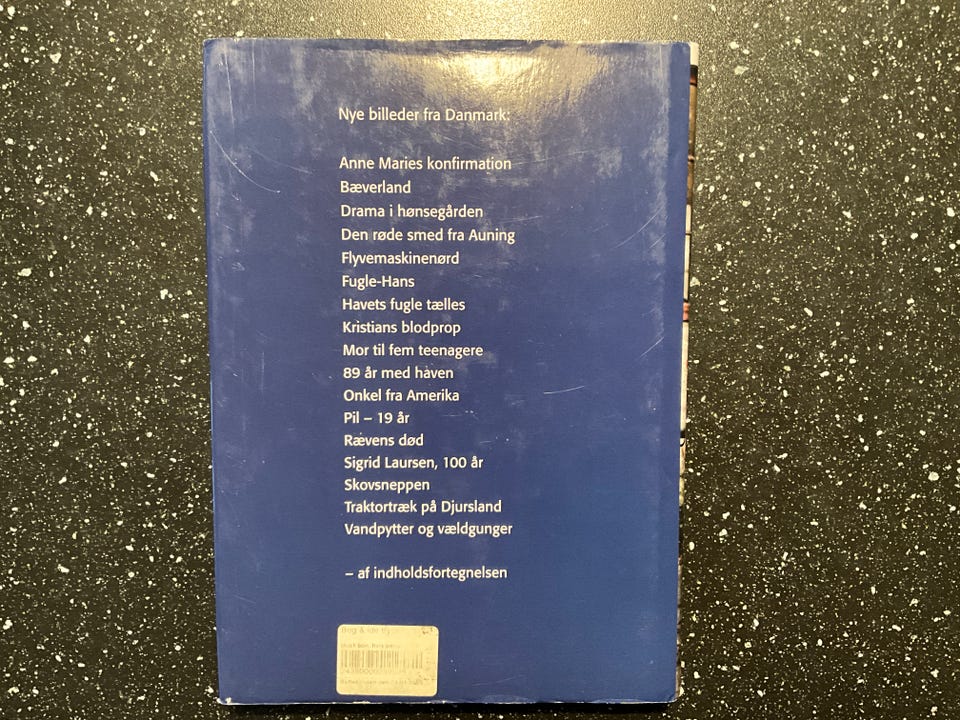 Nye billeder fra Danmark:
Anne Maries konfirmation
Bæverland
Drama i hønsegården
Den røde smed fra Auning
Flyvemaskinenørd
Fugle-Hans
Havets fugle tælles
Kristians blodprop
Mor til fem teenagere
89 år med haven
Onkel fra Amerika
Pil – 19 år
Rævens død
Sigrid Laursen, 100 år
Skovsneppen
Traktortræk på Djursland
Vandpytter og vældgunger
– af indholdsfortegnelsen